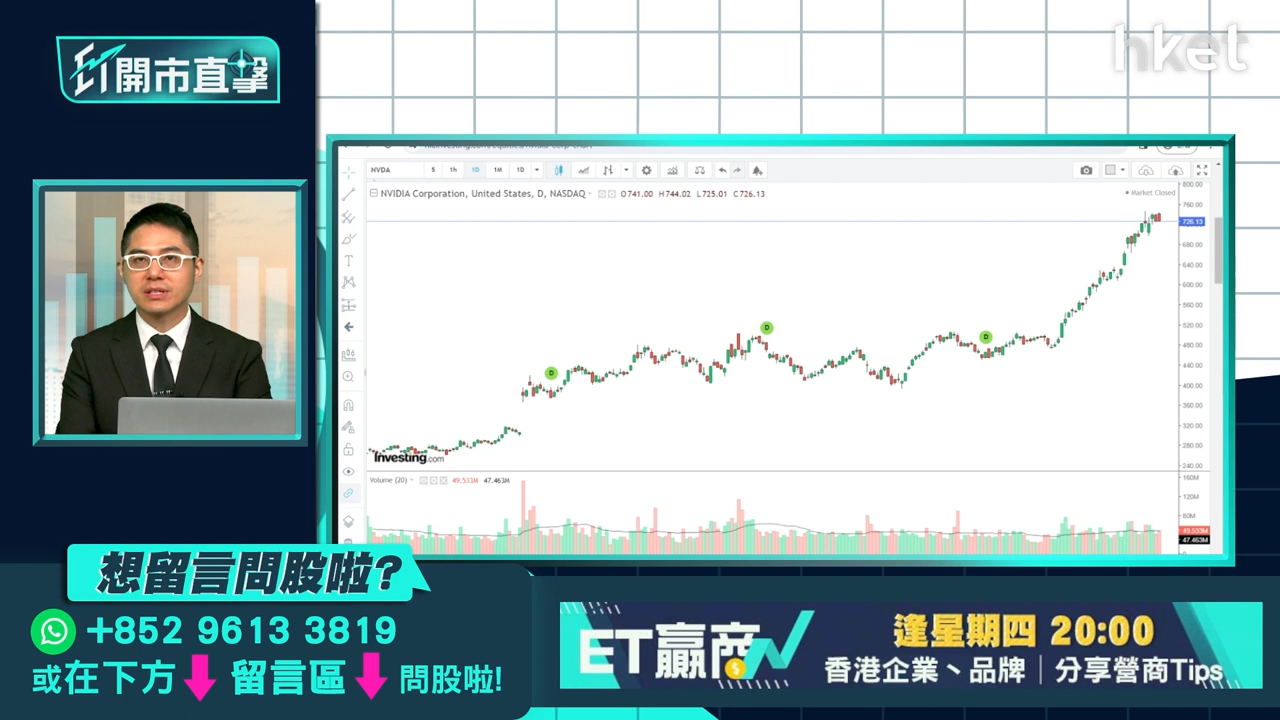 ET開市直擊
hket
NVDA
5 1h 1D 1M 1D
NVIDIA Corporation, United States, D, NASDAQ
O741.00 H744.02 L725.01 C726.13
Market Closed
800.00
760.00
726.13
680.00
640.00
600.00
560.00
520.00
480.00
440.00
400.00
360.00
320.00
280.00
240.00
D
D
D
Investing.com
Volume (20) 49.533M 47.463M
160M
120M
80M
49.533M
47.463M
0
想留言問股啦?
+852 9613 3819
或在下方 留言區 問股啦!
ET贏商
$
逢星期四 20:00
香港企業、品牌｜分享營商Tips